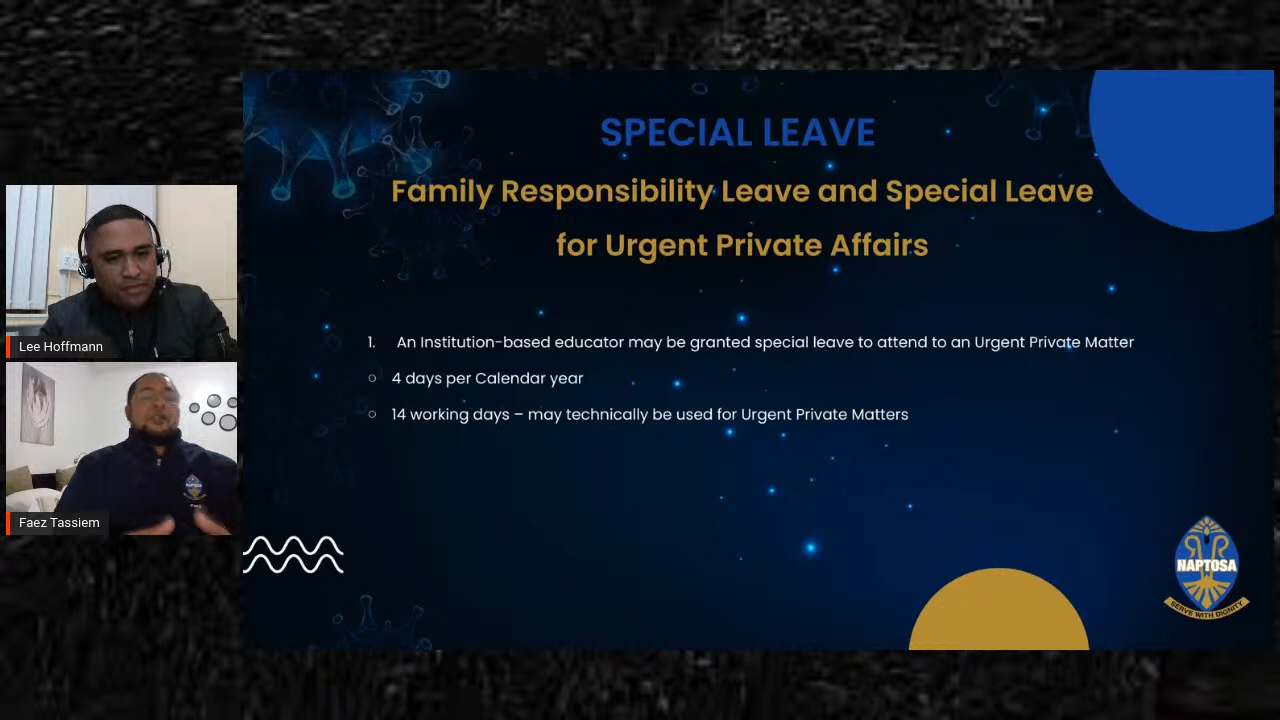 SPECIAL LEAVE
Family Responsibility Leave and Special Leave
for Urgent Private Affairs
1. An Institution-based educator may be granted special leave to attend to an Urgent Private Matter
○ 4 days per Calendar year
○ 14 working days – may technically be used for Urgent Private Matters
Lee Hoffmann
Faez Tassiem
NAPTOSA
SERVE WITH DIGNITY